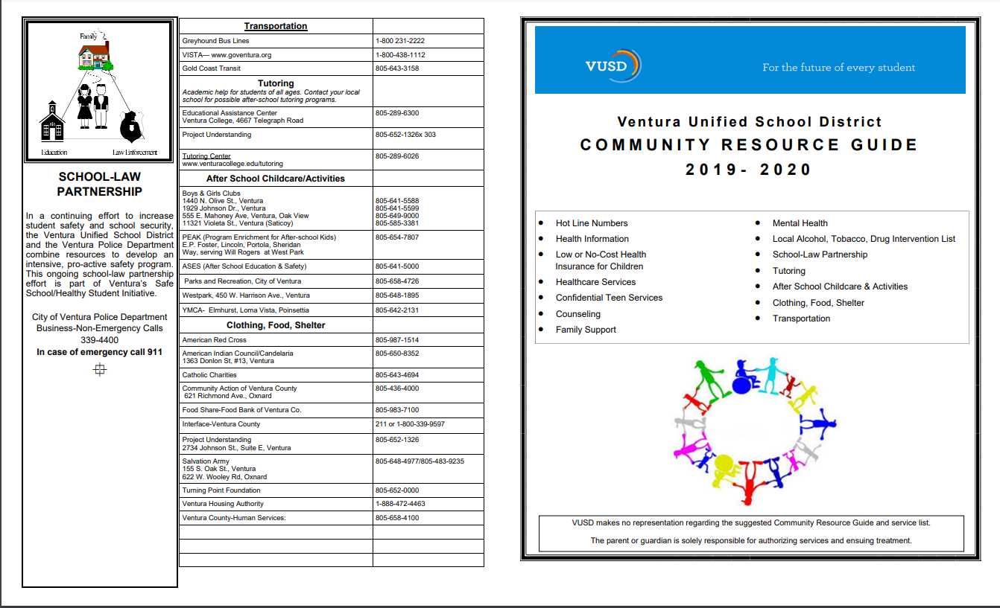 Family
Education Law Enforcement
SCHOOL-LAW
PARTNERSHIP
In a continuing effort to increase
student safety and school security,
the Ventura Unified School District
and the Ventura Police Department
combine resources to develop an
intensive, pro-active safety program.
This ongoing school-law partnership
effort is part of Ventura's Safe
School/Healthy Student Initiative.
City of Ventura Police Department
Business-Non-Emergency Calls
339-4400
In case of emergency call 911
Transportation
Greyhound Bus Lines 1-800 231-2222
VISTA— www.goventura.org 1-800-438-1112
Gold Coast Transit 805-643-3158
Tutoring
Academic help for students of all ages. Contact your local
school for possible after-school tutoring programs.
Educational Assistance Center 805-289-6300
Ventura College, 4667 Telegraph Road
Project Understanding 805-652-1326x 303
Tutoring Center 805-289-6026
www.venturacollege.edu/tutoring
After School Childcare/Activities
Boys & Girls Clubs
1440 N. Olive St., Ventura 805-641-5588
1929 Johnson Dr., Ventura 805-641-5599
555 E. Mahoney Ave, Ventura, Oak View 805-649-9000
11321 Violeta St., Ventura (Saticoy) 805-585-3381
PEAK (Program Enrichment for After-school Kids) 805-654-7807
E.P. Foster, Lincoln, Portola, Sheridan
Way, serving Will Rogers at West Park
ASES (After School Education & Safety) 805-641-5000
Parks and Recreation, City of Ventura 805-658-4726
Westpark, 450 W. Harrison Ave., Ventura 805-648-1895
YMCA- Elmhurst, Loma Vista, Poinsettia 805-642-2131
Clothing, Food, Shelter
American Red Cross 805-987-1514
American Indian Council/Candelaria 805-650-8352
1363 Donlon St, #13, Ventura
Catholic Charities 805-643-4694
Community Action of Ventura County 805-436-4000
621 Richmond Ave., Oxnard
Food Share-Food Bank of Ventura Co. 805-983-7100
Interface-Ventura County 211 or 1-800-339-9597
Project Understanding 805-652-1326
2734 Johnson St., Suite E, Ventura
Salvation Army 805-648-4977/805-483-9235
155 S. Oak St., Ventura
622 W. Wooley Rd, Oxnard
Turning Point Foundation 805-652-0000
Ventura Housing Authority 1-888-472-4463
Ventura County-Human Services: 805-658-4100
VUSD For the future of every student
Ventura Unified School District
COMMUNITY RESOURCE GUIDE
2019- 2020
● Hot Line Numbers
● Health Information
● Low or No-Cost Health
Insurance for Children
● Healthcare Services
● Confidential Teen Services
● Counseling
● Family Support
● Mental Health
● Local Alcohol, Tobacco, Drug Intervention List
● School-Law Partnership
● Tutoring
● After School Childcare & Activities
● Clothing, Food, Shelter
● Transportation
VUSD makes no representation regarding the suggested Community Resource Guide and service list.
The parent or guardian is solely responsible for authorizing services and ensuing treatment.